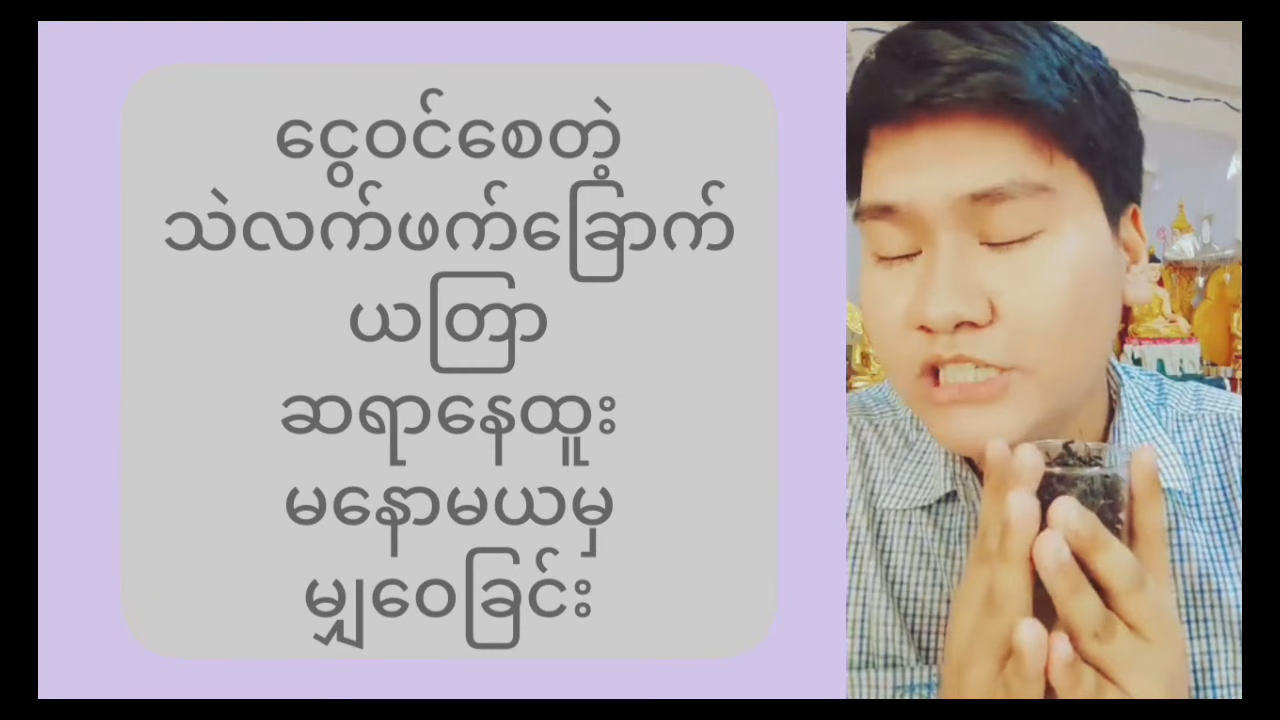 ငွေဝင်စေတဲ့
သဲလက်ဖက်ခြောက်
ယတြာ
ဆရာနေထူး
မနောမယမှ
မျှဝေခြင်း